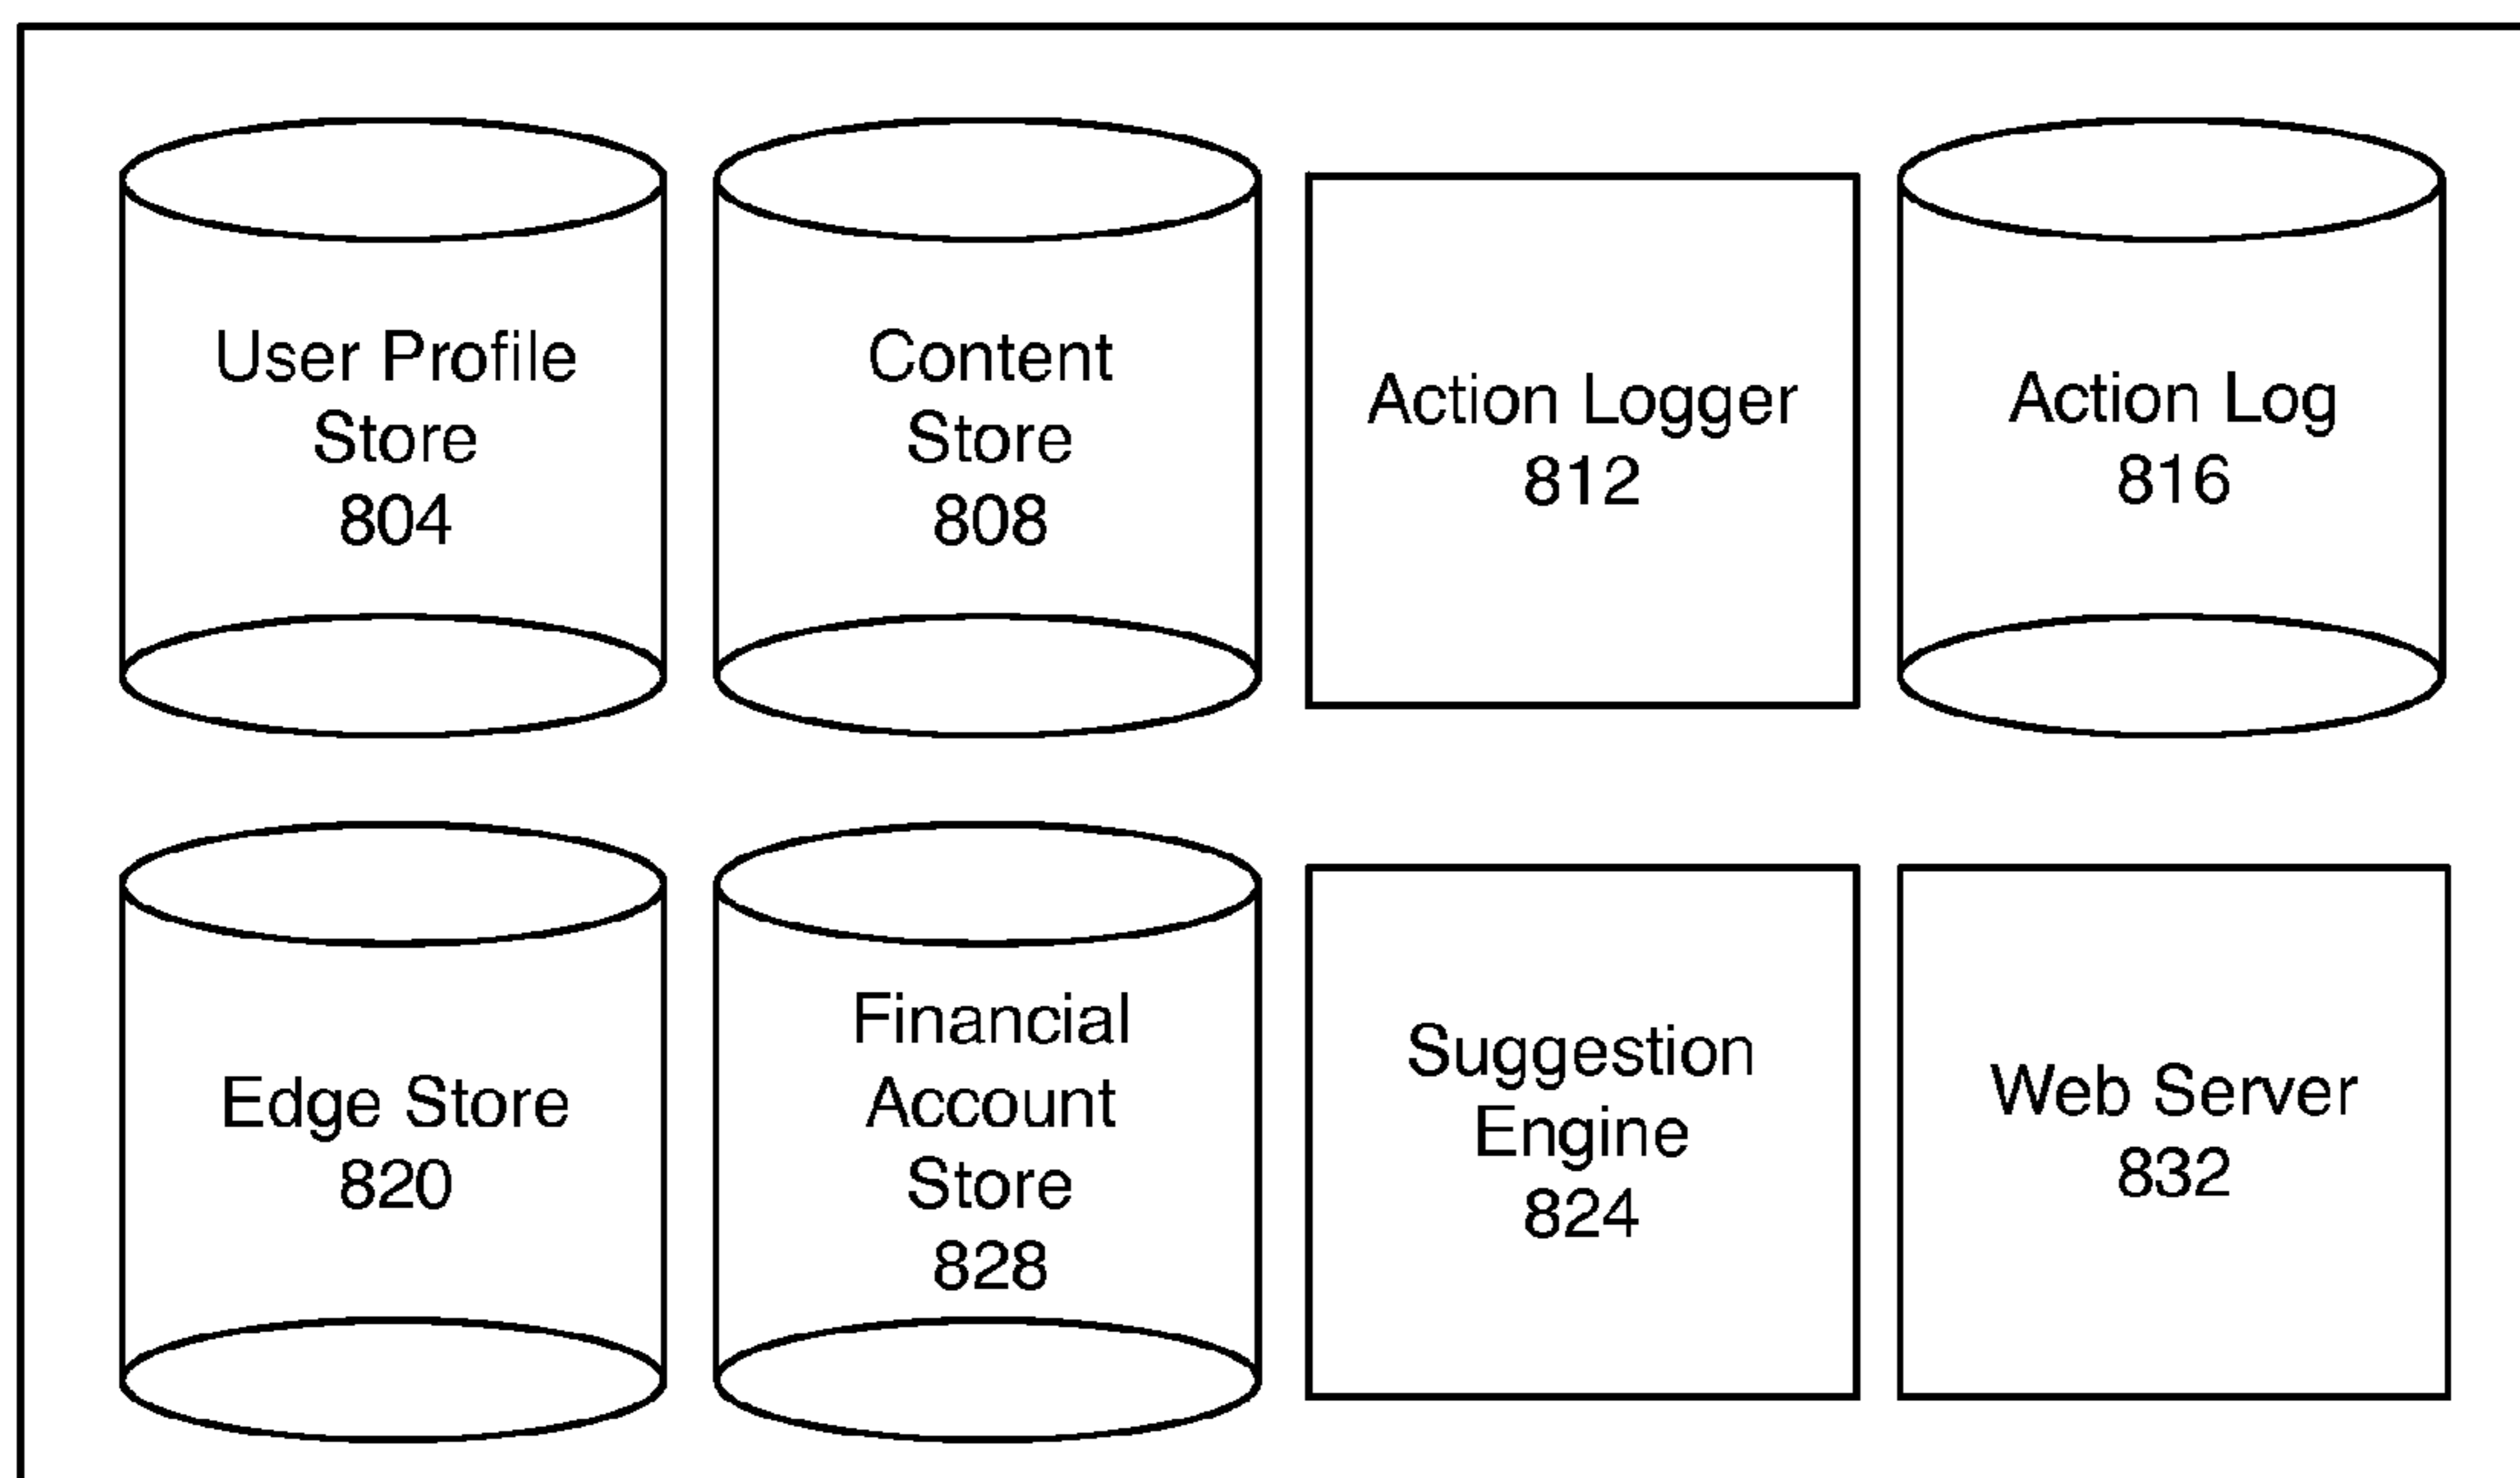 User Profile
Store
804
Content
Store
808
Action Logger
812
Action Log
816
Edge Store
820
Financial
Account
Store
828
Suggestion
Engine
824
Web Server
832